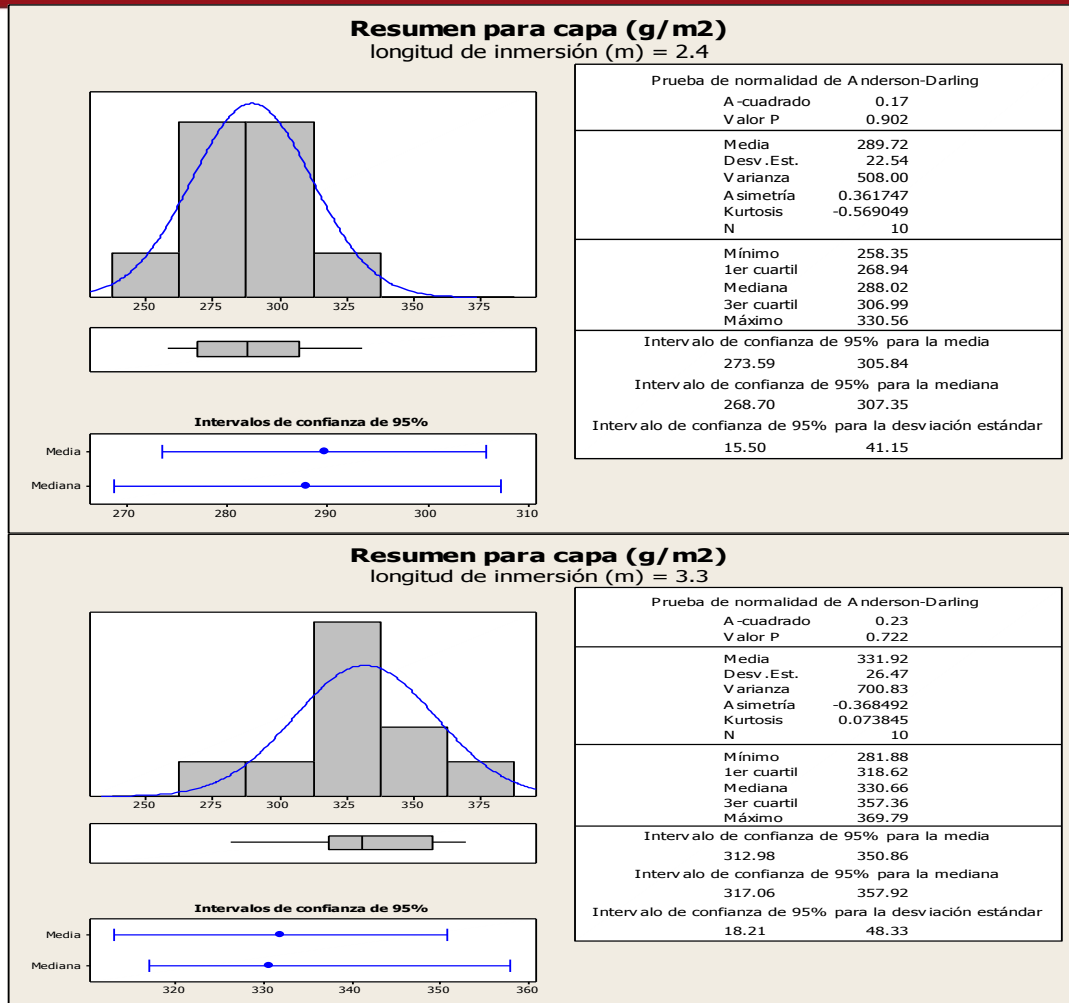 Resumen para capa (g/m2)
longitud de inmersión (m) = 2.4
Prueba de normalidad de Anderson-Darling
A-cuadrado 0.17
Valor P 0.902
Media 289.72
Desv.Est. 22.54
Varianza 508.00
Asimetría 0.361747
Kurtosis -0.569049
N 10
Mínimo 258.35
1er cuartil 268.94
Mediana 288.02
3er cuartil 306.99
Máximo 330.56
Intervalo de confianza de 95% para la media
273.59 305.84
Intervalo de confianza de 95% para la mediana
268.70 307.35
Intervalo de confianza de 95% para la desviación estándar
15.50 41.15
250 275 300 325 350 375
Intervalos de confianza de 95%
Media
Mediana
270 280 290 300 310
Resumen para capa (g/m2)
longitud de inmersión (m) = 3.3
Prueba de normalidad de Anderson-Darling
A-cuadrado 0.23
Valor P 0.722
Media 331.92
Desv.Est. 26.47
Varianza 700.83
Asimetría -0.368492
Kurtosis 0.073845
N 10
Mínimo 281.88
1er cuartil 318.62
Mediana 330.66
3er cuartil 357.36
Máximo 369.79
Intervalo de confianza de 95% para la media
312.98 350.86
Intervalo de confianza de 95% para la mediana
317.06 357.92
Intervalo de confianza de 95% para la desviación estándar
18.21 48.33
250 275 300 325 350 375
Intervalos de confianza de 95%
Media
Mediana
320 330 340 350 360